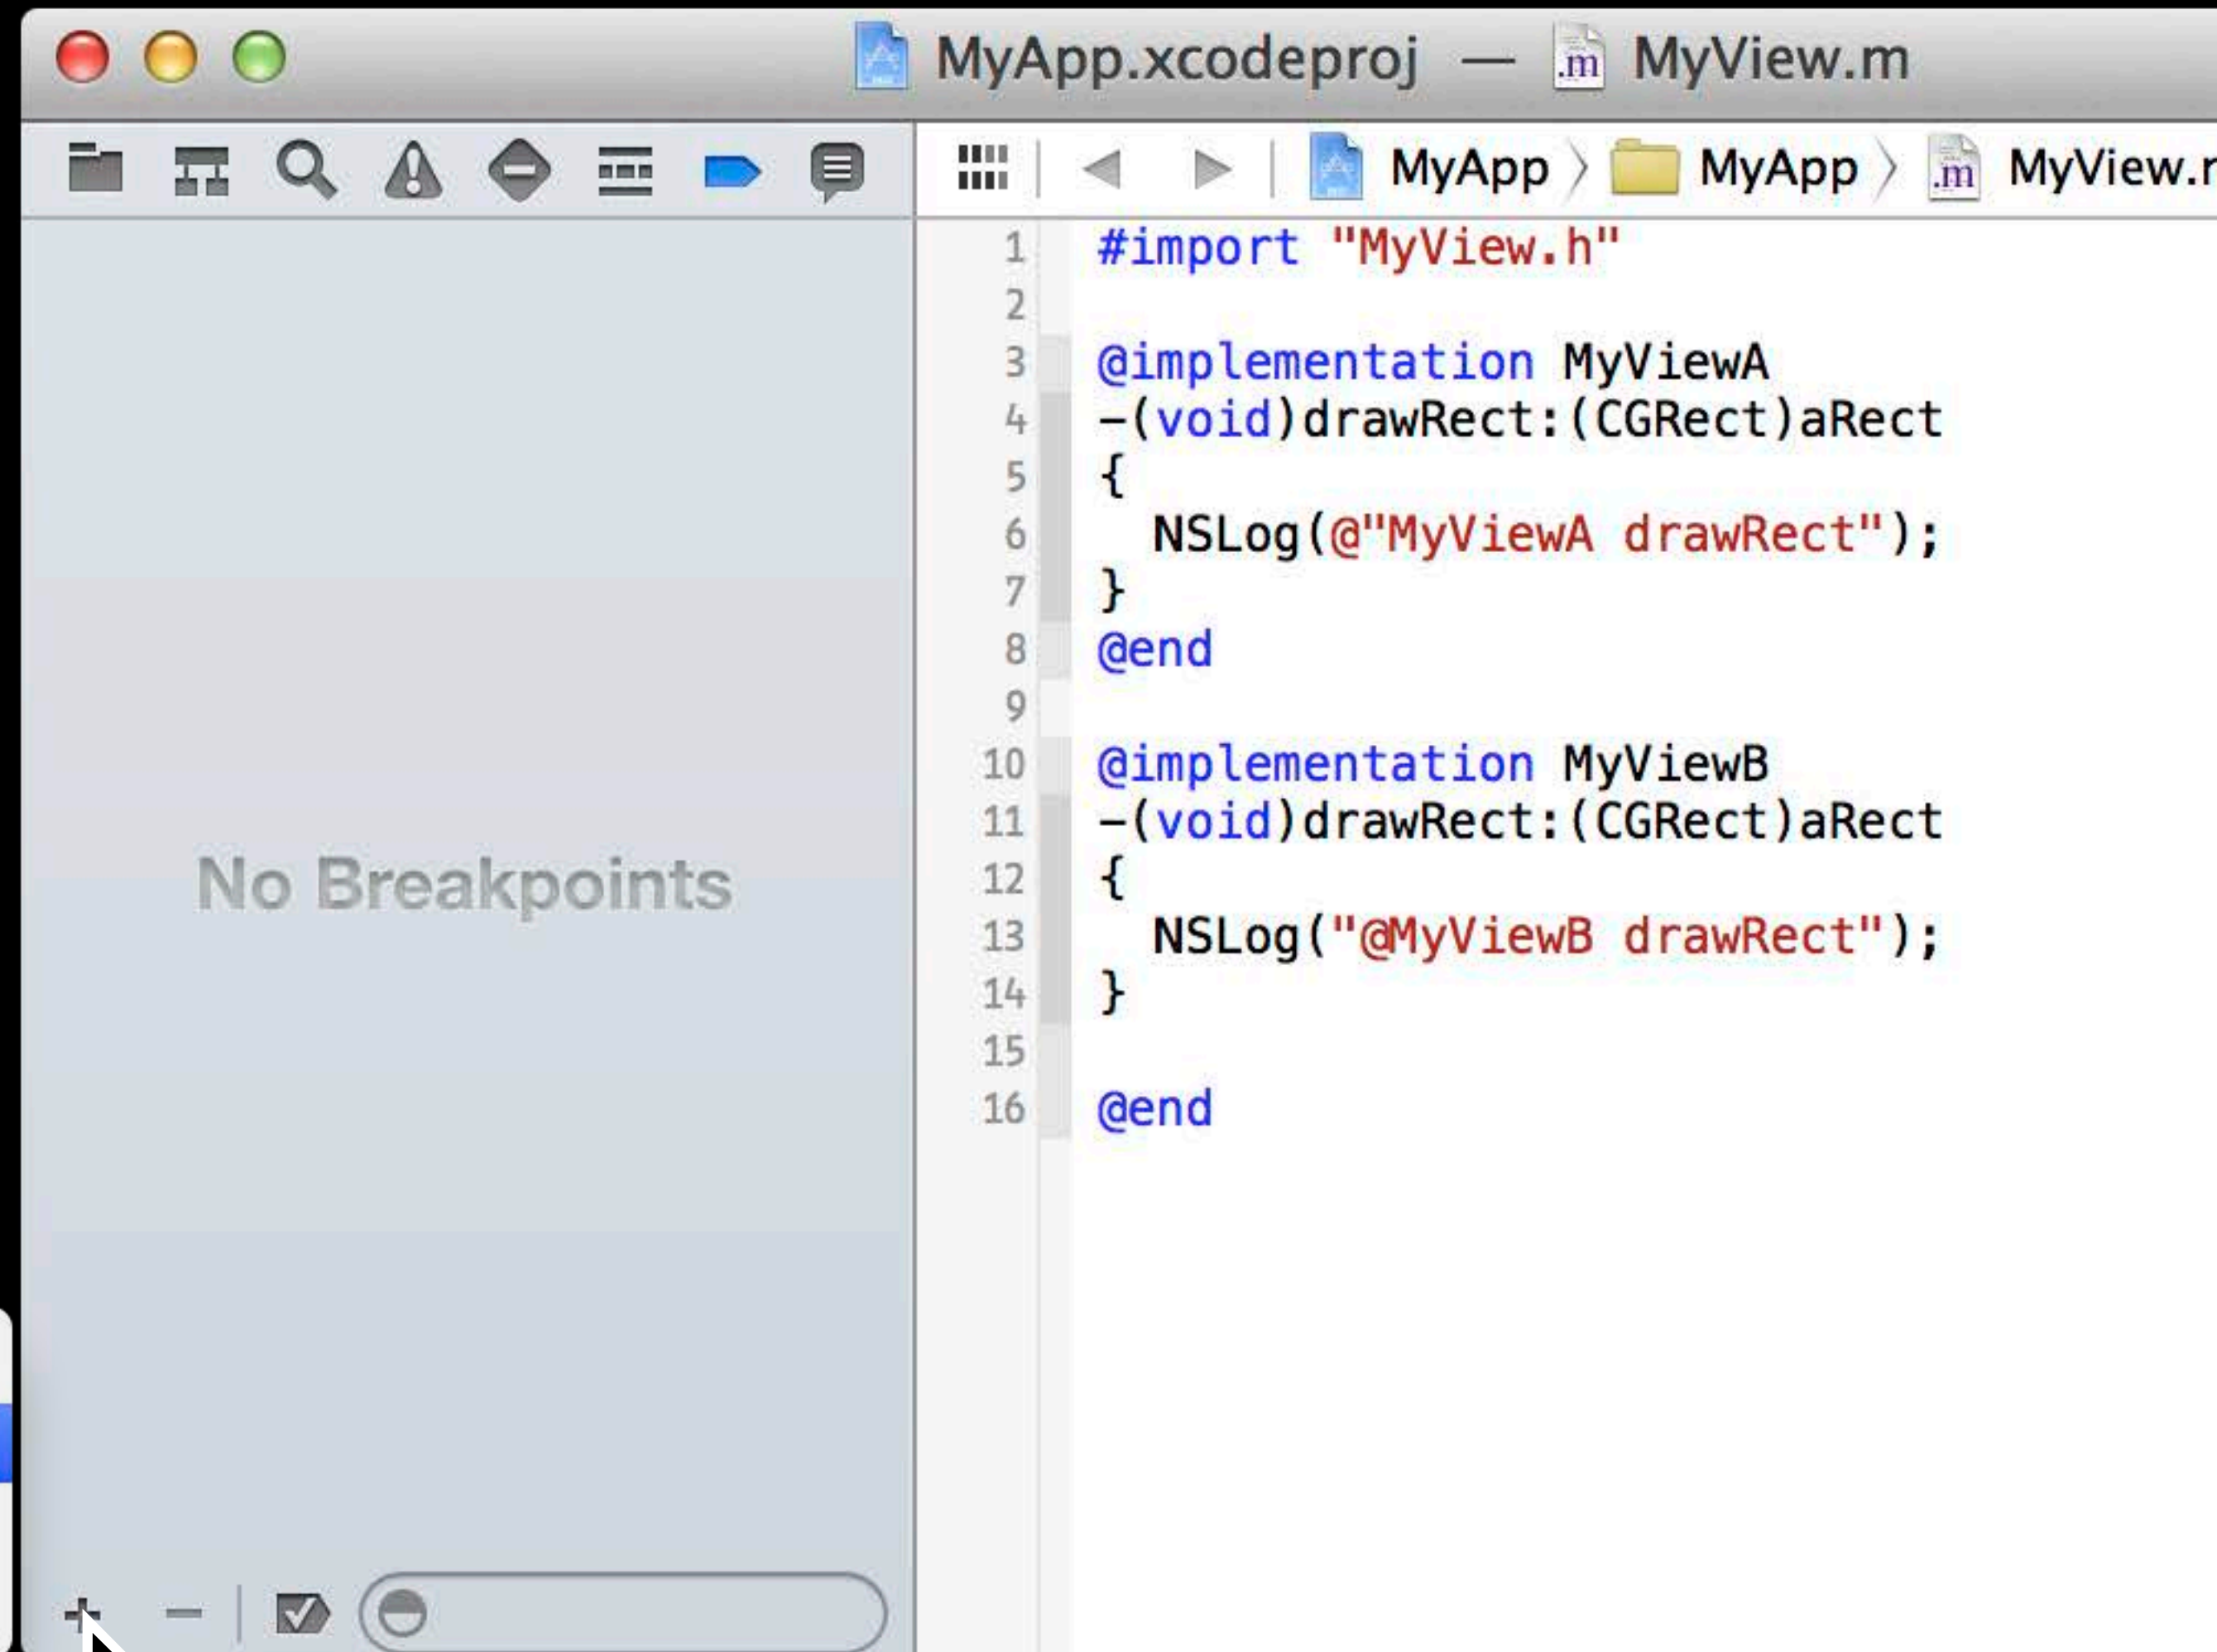 MyApp.xcodeproj — .m MyView.m
MyApp MyApp .m MyView.m
1 #import "MyView.h"
2
3 @implementation MyViewA
4 -(void)drawRect:(CGRect)aRect
5 {
6 NSLog(@"MyViewA drawRect");
7 }
8 @end
9
10 @implementation MyViewB
11 -(void)drawRect:(CGRect)aRect
12 {
13 NSLog("@MyViewB drawRect");
14 }
15
16 @end
No Breakpoints